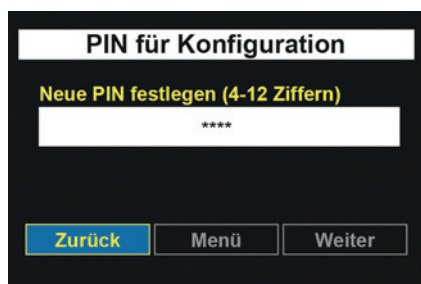 PIN für Konfiguration
Neue PIN festlegen (4-12 Ziffern)
****
Zurück Menü Weiter